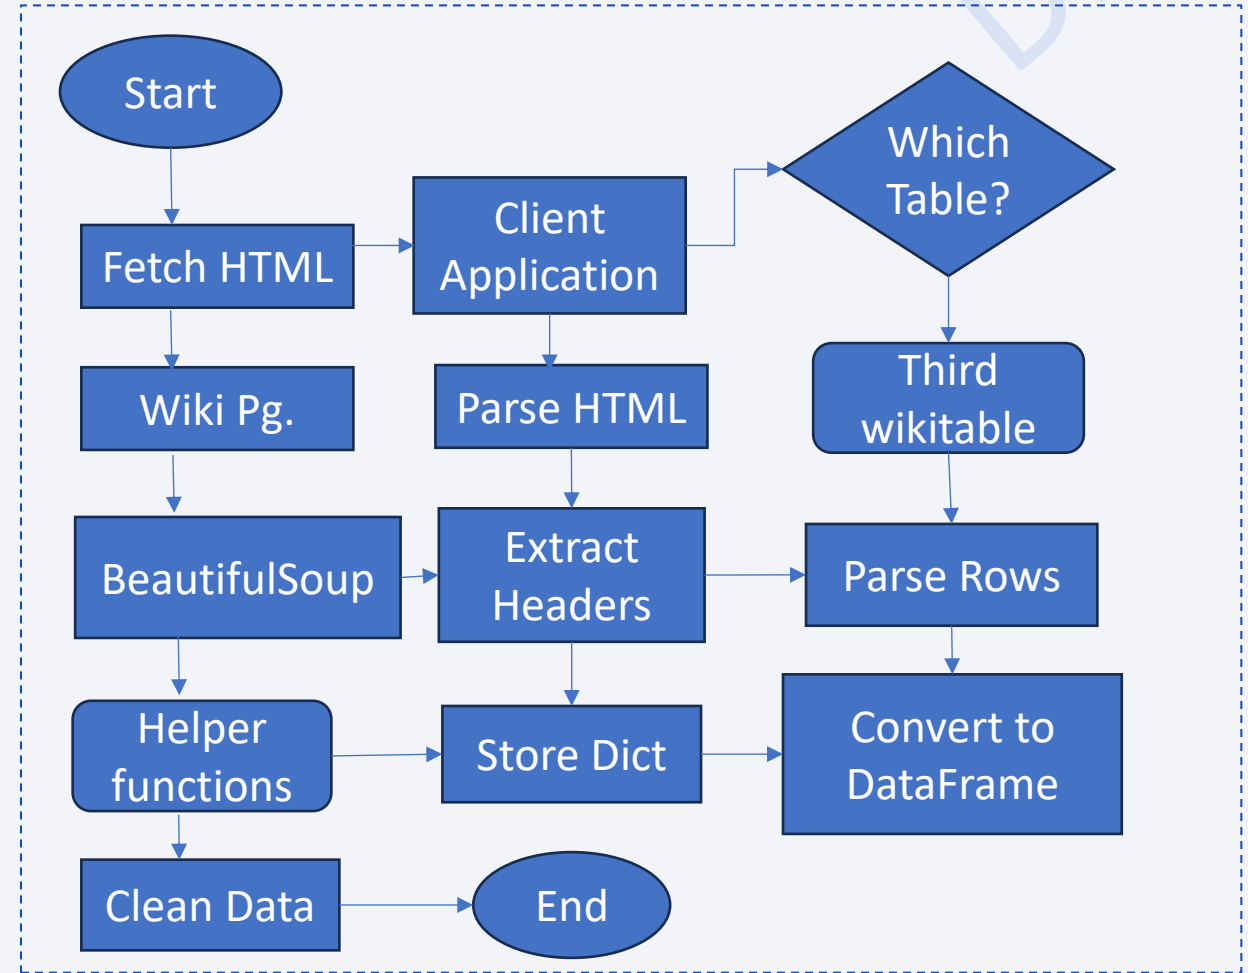 Start
Which
Table?
Client
Application
Fetch HTML
Third
wikitable
Wiki Pg.
Parse HTML
BeautifulSoup
Extract
Headers
Parse Rows
Helper
functions
Store Dict
Convert to
DataFrame
Clean Data
End